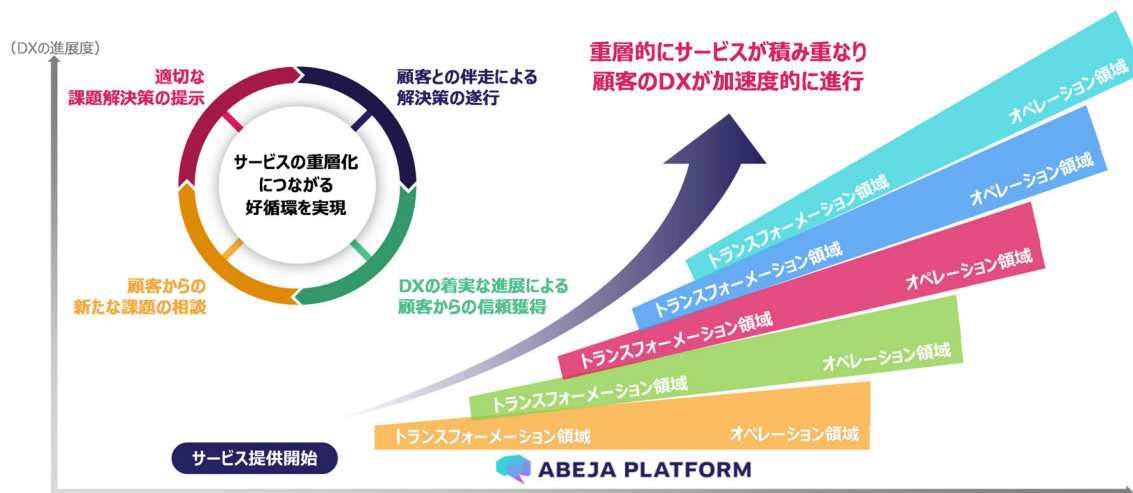 （DXの進展度）
適切な
課題解決策の提示
顧客との伴走による
解決策の遂行
サービスの重層化
につながる
好循環を実現
顧客からの
新たな課題の相談
DXの着実な進展による
顧客からの信頼獲得
重層的にサービスが積み重なり
顧客のDXが加速度的に進行
トランスフォーメーション領域
オペレーション領域
トランスフォーメーション領域
オペレーション領域
トランスフォーメーション領域
オペレーション領域
トランスフォーメーション領域
オペレーション領域
トランスフォーメーション領域
オペレーション領域
サービス提供開始
ABEJA PLATFORM